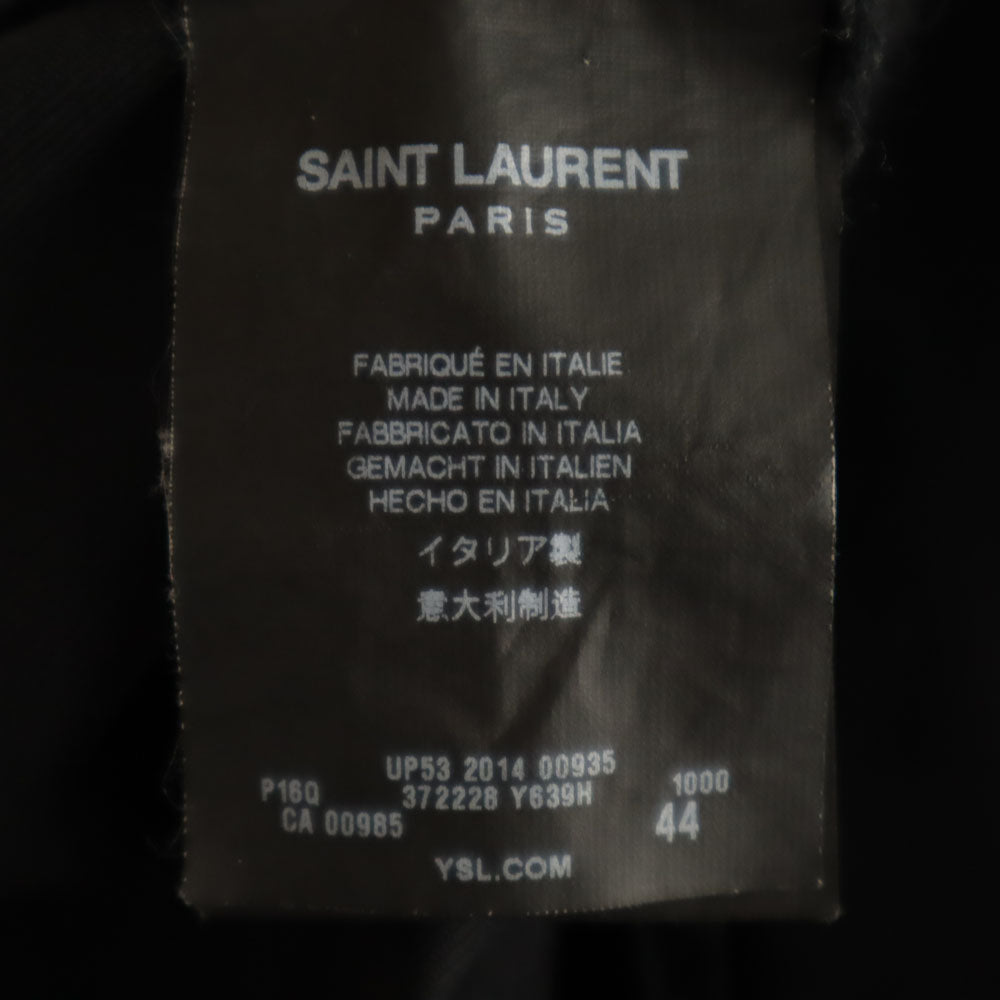 SAINT LAURENT
PARIS
FABRIQUÉ EN ITALIE
MADE IN ITALY
FABBRICATO IN ITALIA
GEMACHT IN ITALIEN
HECHO EN ITALIA
イタリア製
意大利制造
UP53 2014 00935
P16Q 372228 Y639H 1000
CA 00985 44
YSL.COM